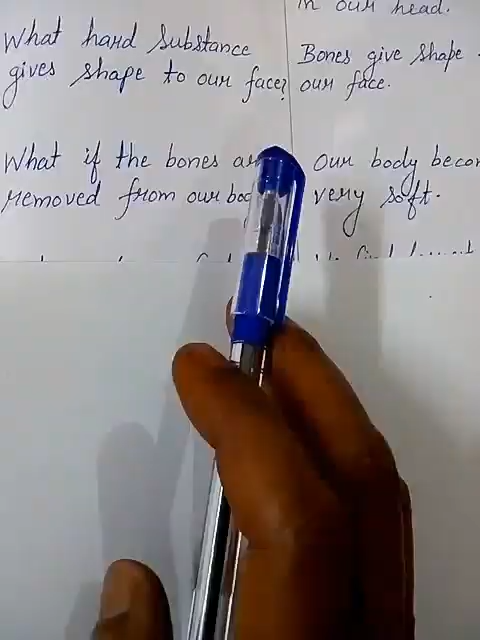 in our head.
What hard substance
gives shape to our face?
Bones give shape
our face.
What if the bones
removed from our
Our body
very soft.